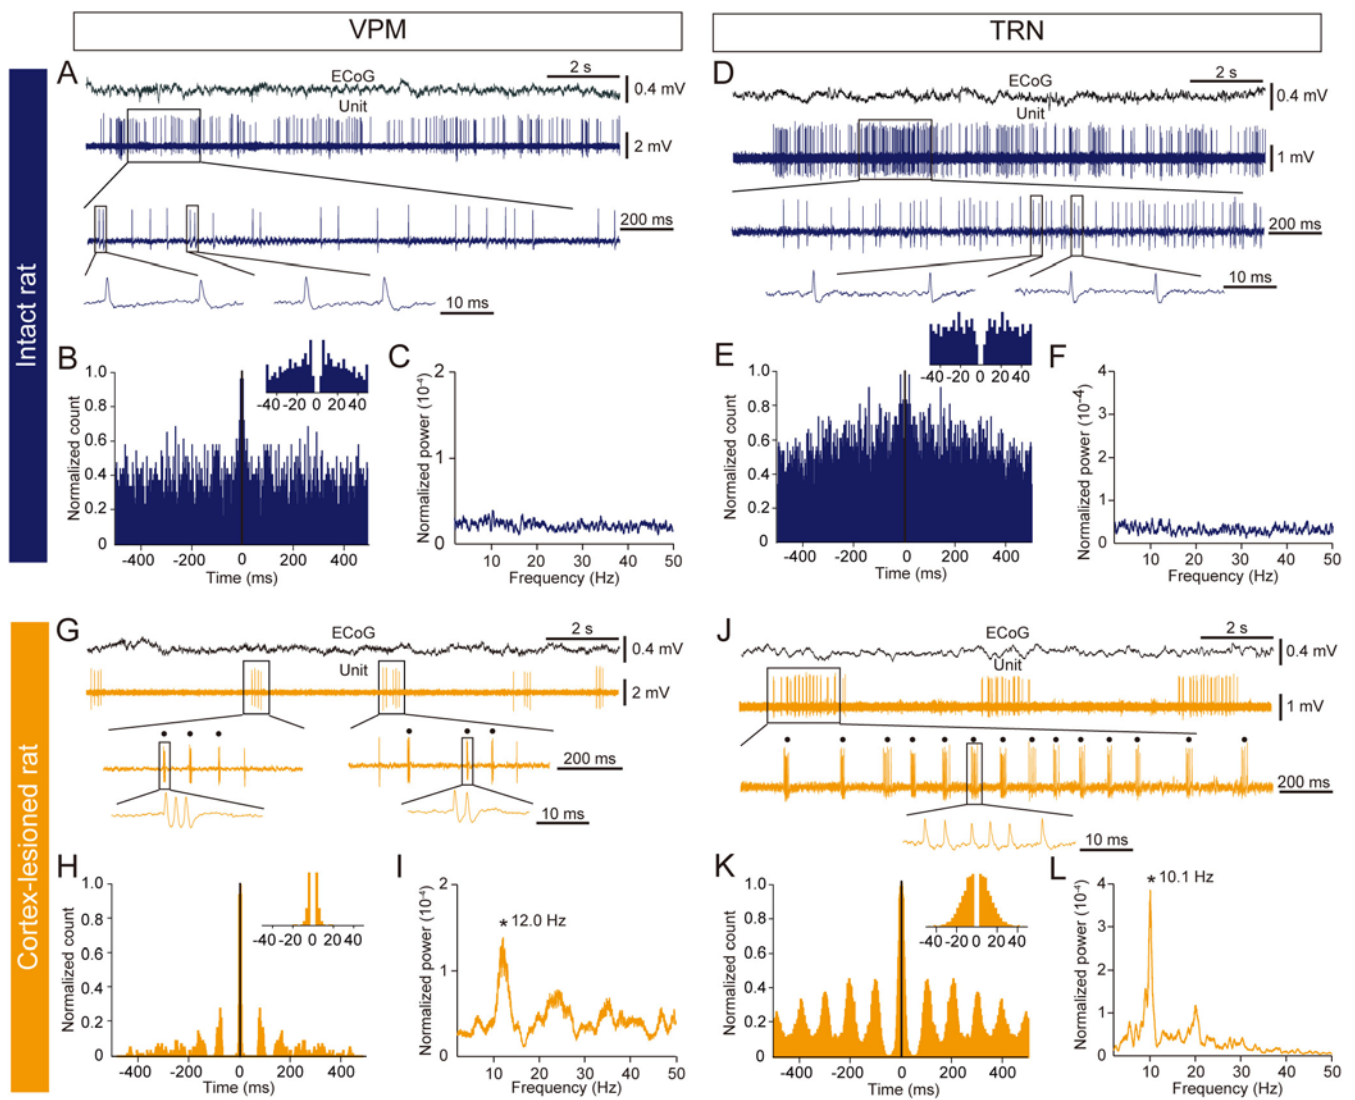 VPM
TRN
Intact rat
A
ECoG
2 s
0.4 mV
Unit
2 mV
200 ms
10 ms
D
ECoG
2 s
0.4 mV
Unit
1 mV
200 ms
10 ms
B
Normalized count
1.0
0.8
0.6
0.4
0.2
0
-400 -200 0 200 400
Time (ms)
-40 -20 0 20 40
C
Normalized power (10⁻⁴)
2
1
0
10 20 30 40 50
Frequency (Hz)
E
Normalized count
1.0
0.8
0.6
0.4
0.2
0
-400 -200 0 200 400
Time (ms)
-40 -20 0 20 40
F
Normalized power (10⁻⁴)
4
3
2
1
0
10 20 30 40 50
Frequency (Hz)
Cortex-lesioned rat
G
ECoG
2 s
0.4 mV
Unit
2 mV
200 ms
10 ms
J
ECoG
2 s
0.4 mV
Unit
1 mV
200 ms
10 ms
H
Normalized count
1.0
0.8
0.6
0.4
0.2
0
-400 -200 0 200 400
Time (ms)
-40 -20 0 20 40
I
Normalized power (10⁻⁴)
2
1
0
* 12.0 Hz
10 20 30 40 50
Frequency (Hz)
K
Normalized count
1.0
0.8
0.6
0.4
0.2
0
-400 -200 0 200 400
Time (ms)
-40 -20 0 20 40
L
Normalized power (10⁻⁴)
4
3
2
1
0
* 10.1 Hz
10 20 30 40 50
Frequency (Hz)